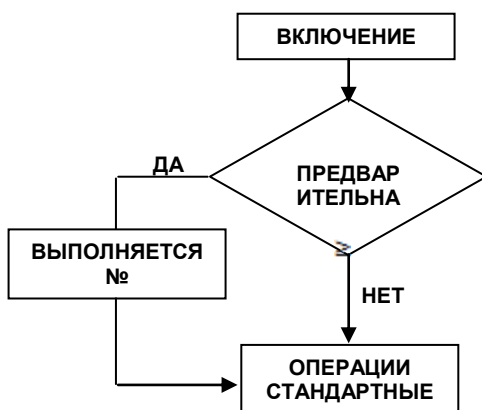 ВКЛЮЧЕНИЕ
ДА
ПРЕДВАР
ИТЕЛЬНА
ВЫПОЛНЯЕТСЯ
№
НЕТ
ОПЕРАЦИИ
СТАНДАРТНЫЕ